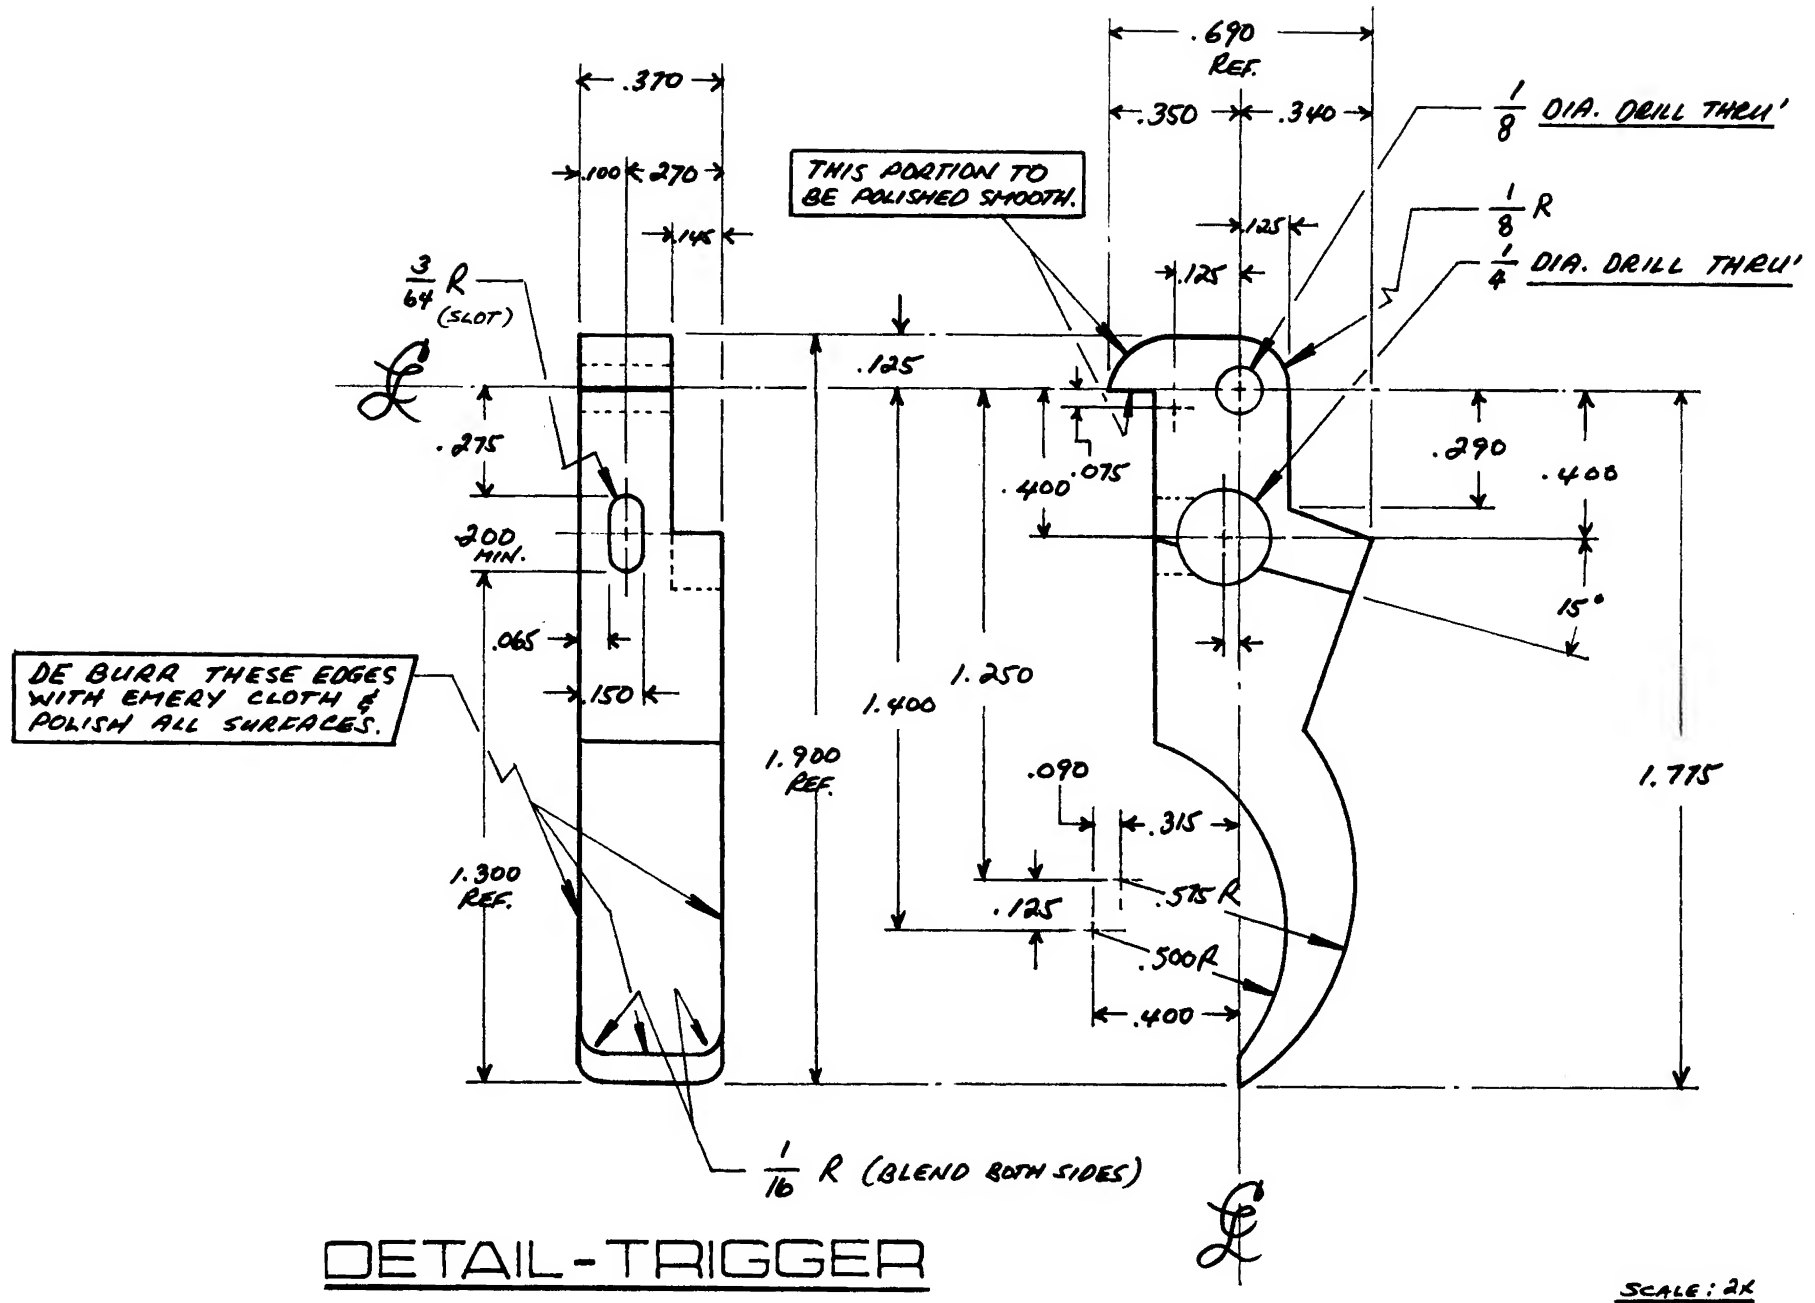 .690
REF.
.370
.350
.340
1/8 DIA. DRILL THRU'
THIS PORTION TO
BE POLISHED SMOOTH.
.100
.270
1/8 R
.125
.145
1/4 DIA. DRILL THRU'
3/64 R
(SLOT)
.125
.125
℄
.275
.290
.400
.075
.400
.200
MIN.
15°
.065
DE BURR THESE EDGES
WITH EMERY CLOTH &
POLISH ALL SURFACES.
.150
1.250
1.400
1.900
REF.
.090
1.775
.315
1.300
REF.
.575 R
.125
.500R
.400
1/16 R (BLEND BOTH SIDES)
℄
DETAIL-TRIGGER
SCALE: 2X